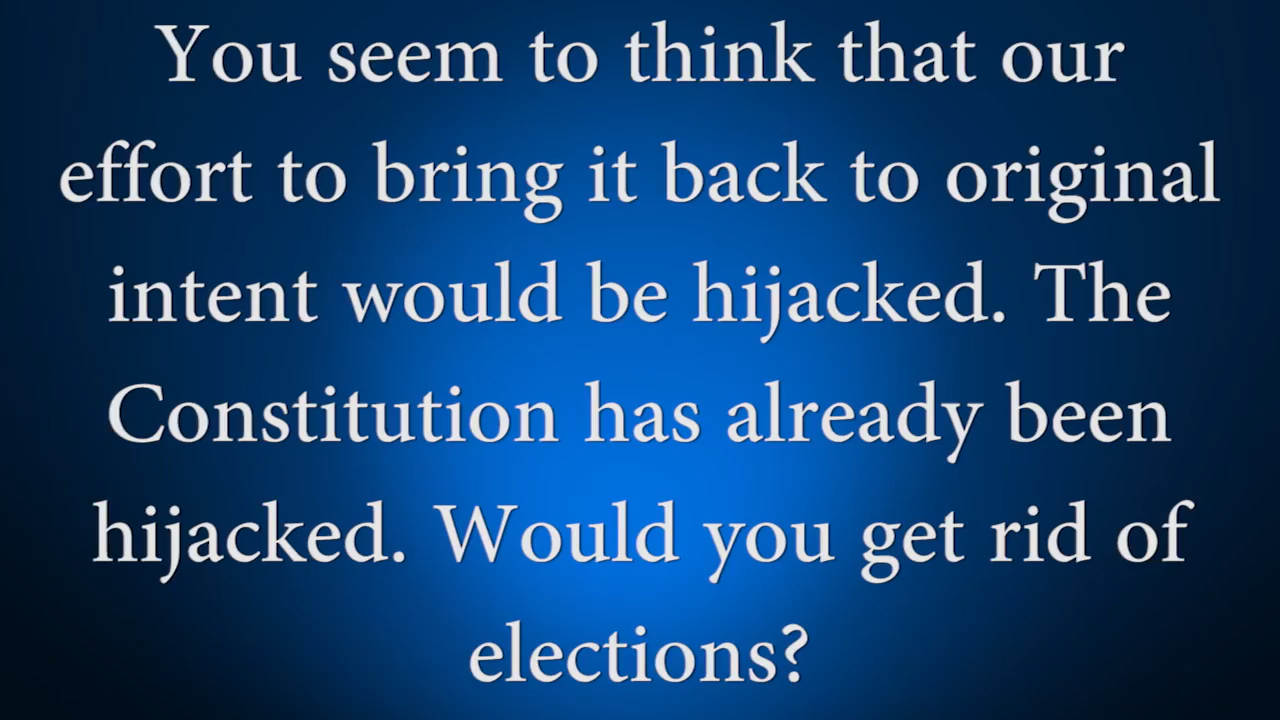 You seem to think that our
effort to bring it back to original
intent would be hijacked. The
Constitution has already been
hijacked. Would you get rid of
elections?